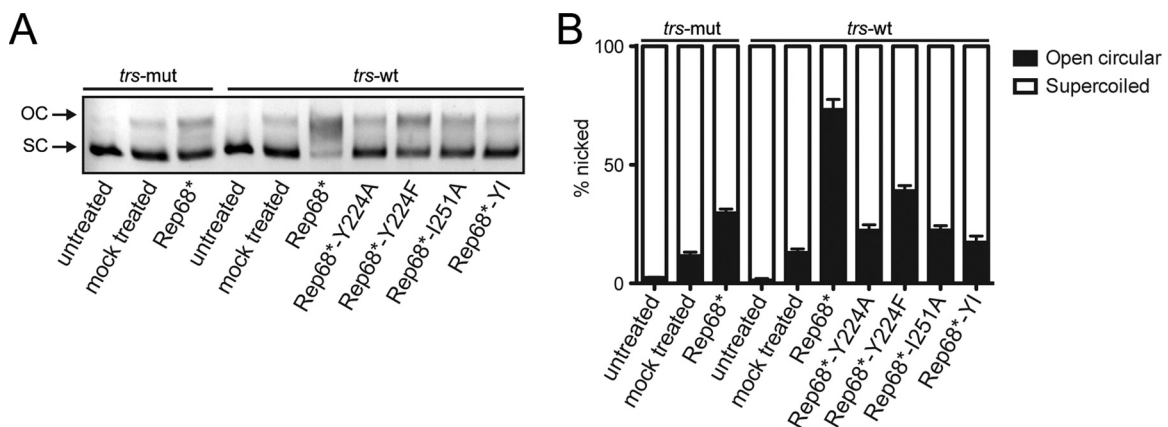 A
trs-mut trs-wt
OC
SC
untreated
mock treated
Rep68*
untreated
mock treated
Rep68*
Rep68*-Y224A
Rep68*-Y224F
Rep68*-I251A
Rep68*-YI
B
trs-mut trs-wt
% nicked
100
50
0
Open circular
Supercoiled
untreated
mock treated
Rep68*
untreated
mock treated
Rep68*
Rep68*-Y224A
Rep68*-Y224F
Rep68*-I251A
Rep68*-YI